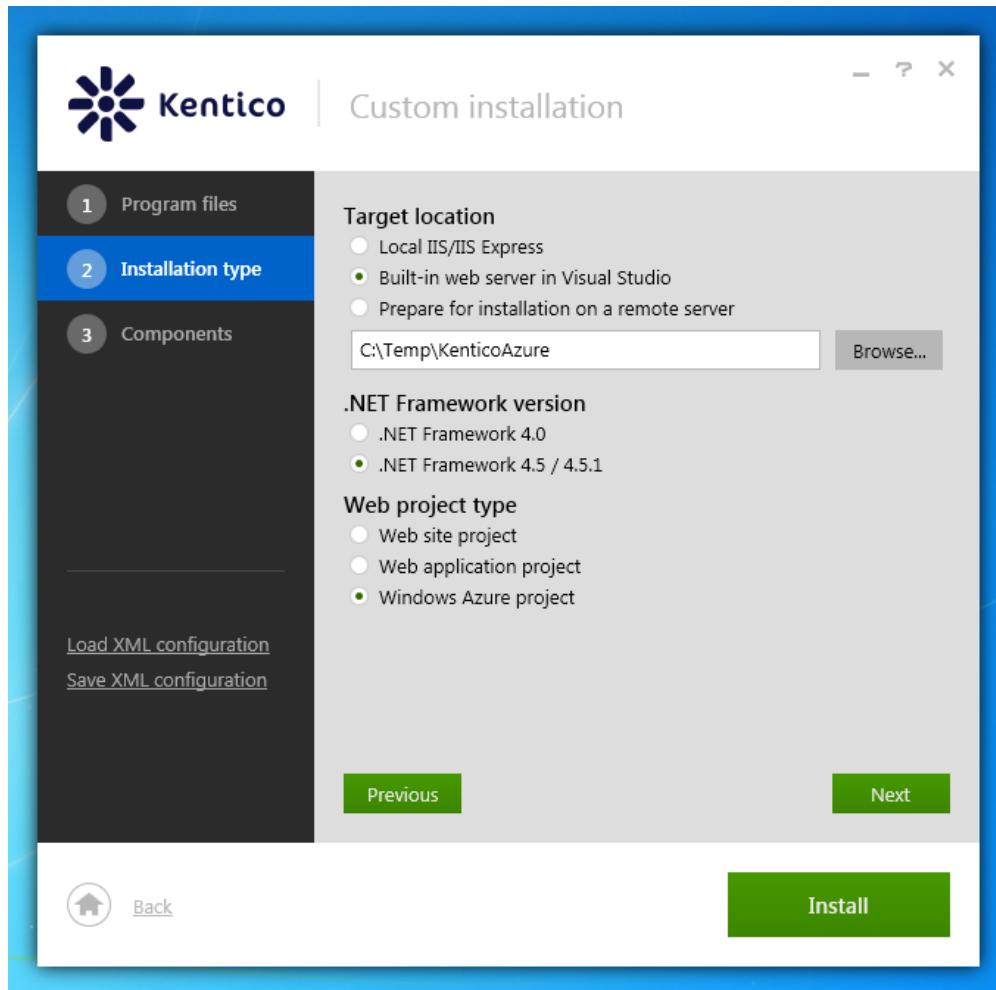 Kentico
Custom installation
1 Program files
2 Installation type
3 Components
Load XML configuration
Save XML configuration
Target location
Local IIS/IIS Express
Built-in web server in Visual Studio
Prepare for installation on a remote server
C:\Temp\KenticoAzure
Browse...
.NET Framework version
.NET Framework 4.0
.NET Framework 4.5 / 4.5.1
Web project type
Web site project
Web application project
Windows Azure project
Previous
Next
Back
Install